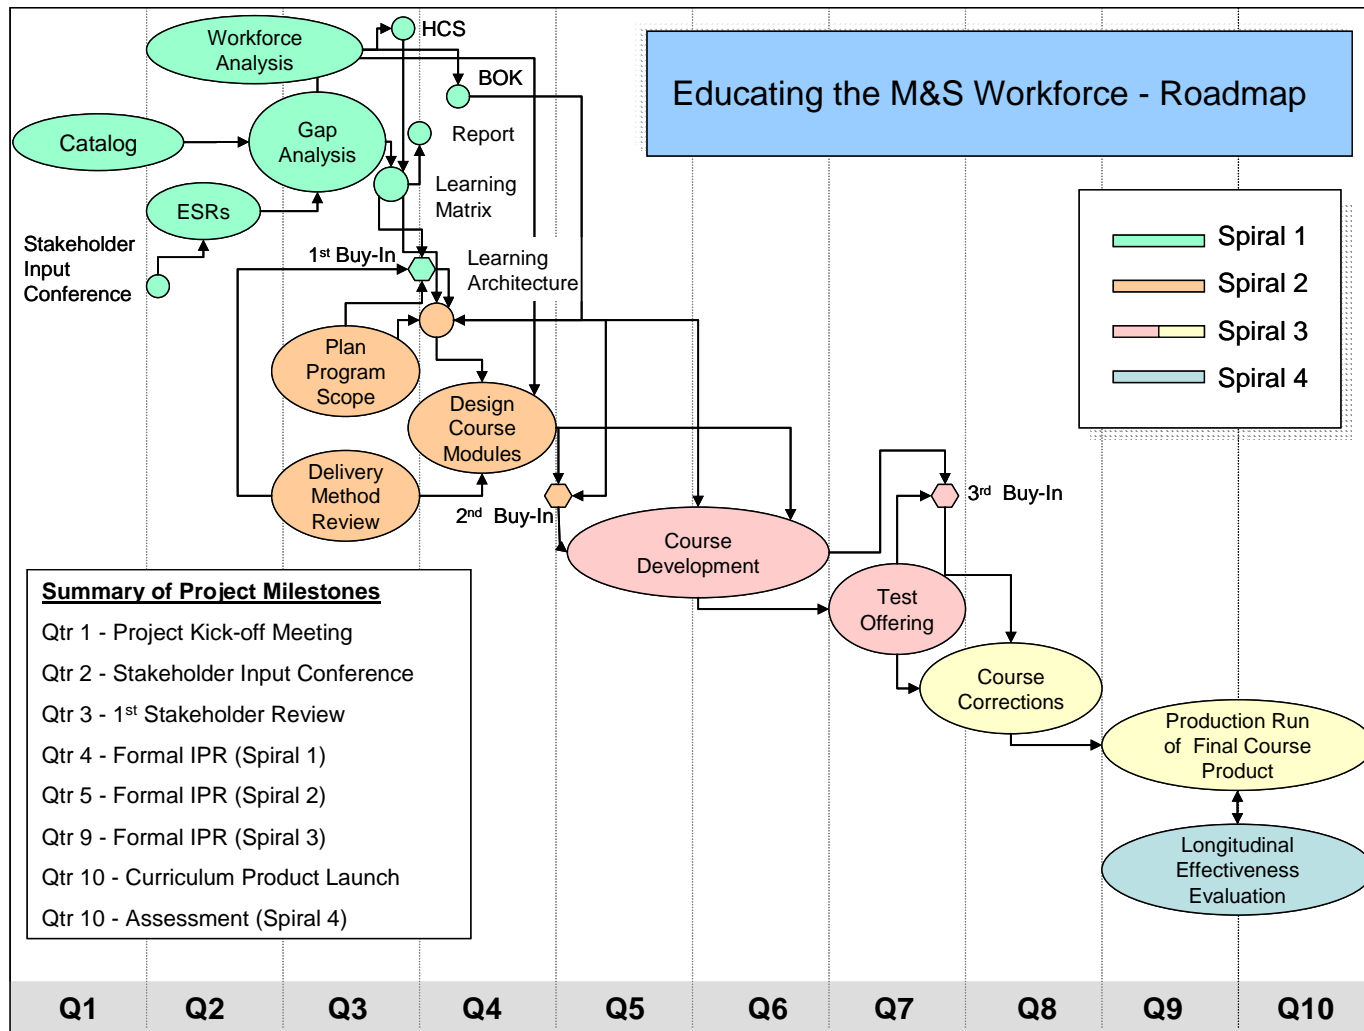 HCS
Workforce
Analysis
BOK
Educating the M&S Workforce - Roadmap
Catalog
Gap
Analysis
Report
Learning
Matrix
ESRs
Stakeholder
Input
Conference
1st Buy-In
Learning
Architecture
Spiral 1
Spiral 2
Spiral 3
Spiral 4
Plan
Program
Scope
Design
Course
Modules
Delivery
Method
Review
2nd Buy-In
3rd Buy-In
Course
Development
Test
Offering
Course
Corrections
Production Run
of Final Course
Product
Longitudinal
Effectiveness
Evaluation
Summary of Project Milestones
Qtr 1 - Project Kick-off Meeting
Qtr 2 - Stakeholder Input Conference
Qtr 3 - 1st Stakeholder Review
Qtr 4 - Formal IPR (Spiral 1)
Qtr 5 - Formal IPR (Spiral 2)
Qtr 9 - Formal IPR (Spiral 3)
Qtr 10 - Curriculum Product Launch
Qtr 10 - Assessment (Spiral 4)
Q1 Q2 Q3 Q4 Q5 Q6 Q7 Q8 Q9 Q10